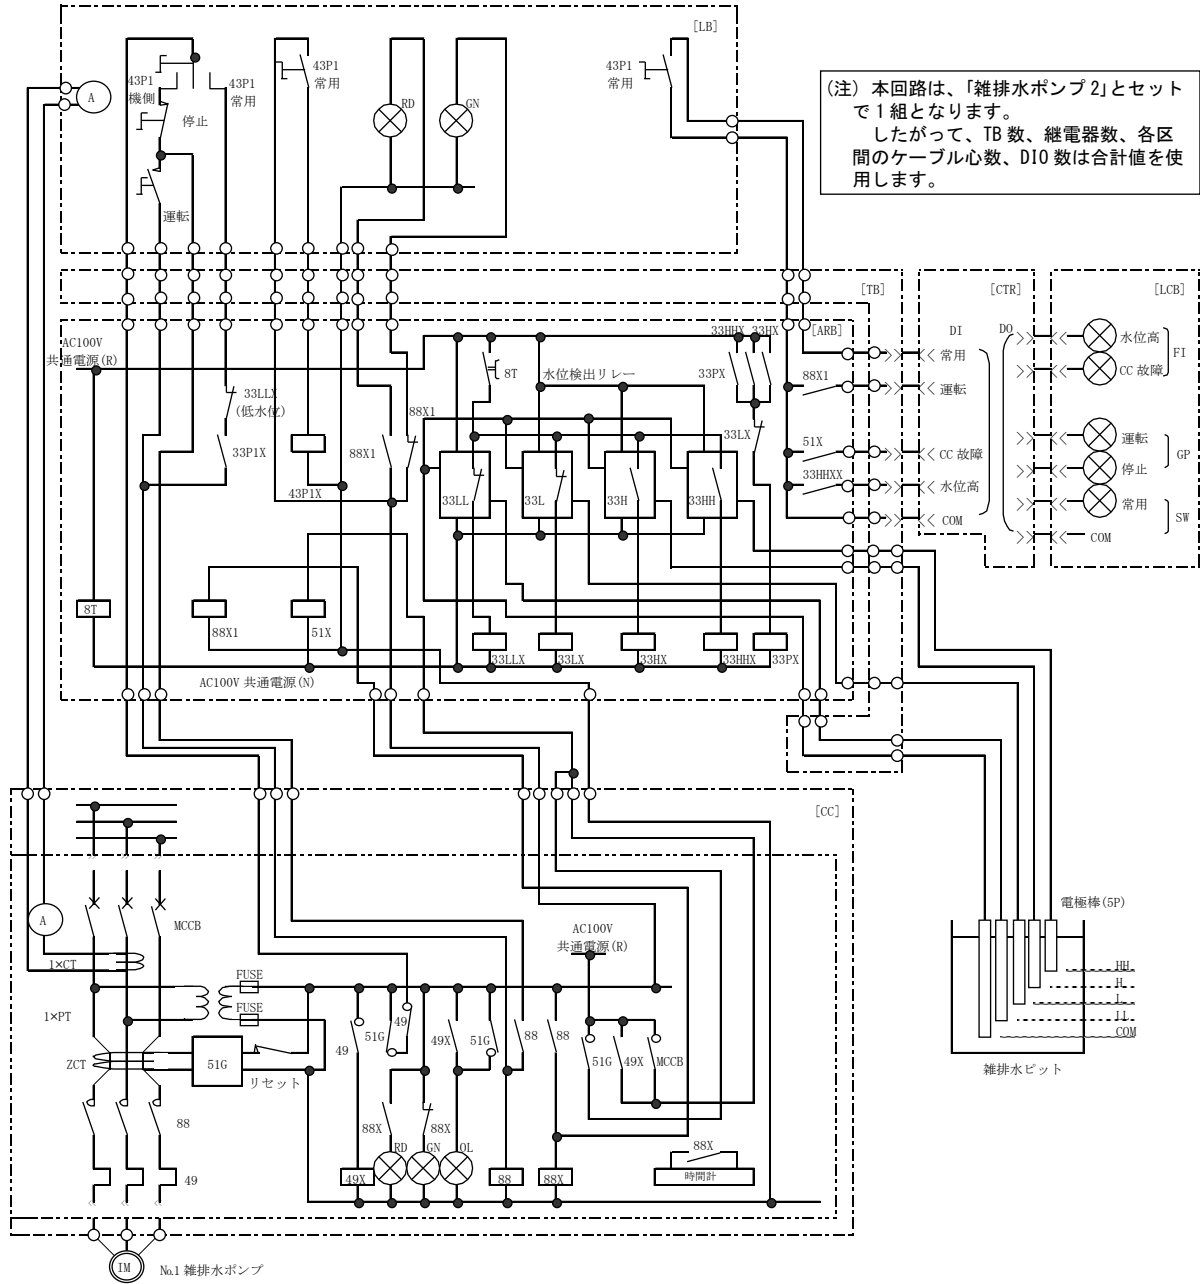 [LB]
43P1
機側
43P1
常用
43P1
常用
43P1
常用
A
停止
運転
RD
GN
(注) 本回路は、｢雑排水ポンプ2｣とセット
で1組となります。
したがって、TB数、継電器数、各区
間のケーブル心数、DIO数は合計値を使
用します。
[TB]
[CTR]
[LCB]
AC100V
共通電源(R)
33HHX
33HX
[ARB]
DI
DO
33PX
8T
水位検出リレー
常用
水位高
FI
CC故障
33LLX
(低水位)
88X1
運転
33P1X
88X1
88X1
33LX
51X
CC故障
運転
GP
停止
43P1X
33LL
33L
33H
33HH
33HHXX
水位高
常用
SW
COM
COM
8T
88X1
51X
33LLX
33LX
33HX
33HHX
33PX
AC100V 共通電源(N)
[CC]
A
MCCB
AC100V
共通電源(R)
電極棒(5P)
1×CT
FUSE
FUSE
HH
H
L
LL
COM
1×PT
49
51G
49
49X
51G
88
88
51G
49X
MCCB
ZCT
51G
リセット
雑排水ピット
88
88X
88X
88X
RD
GN
OL
49
49X
88
88X
時間計
IM
No.1 雑排水ポンプ